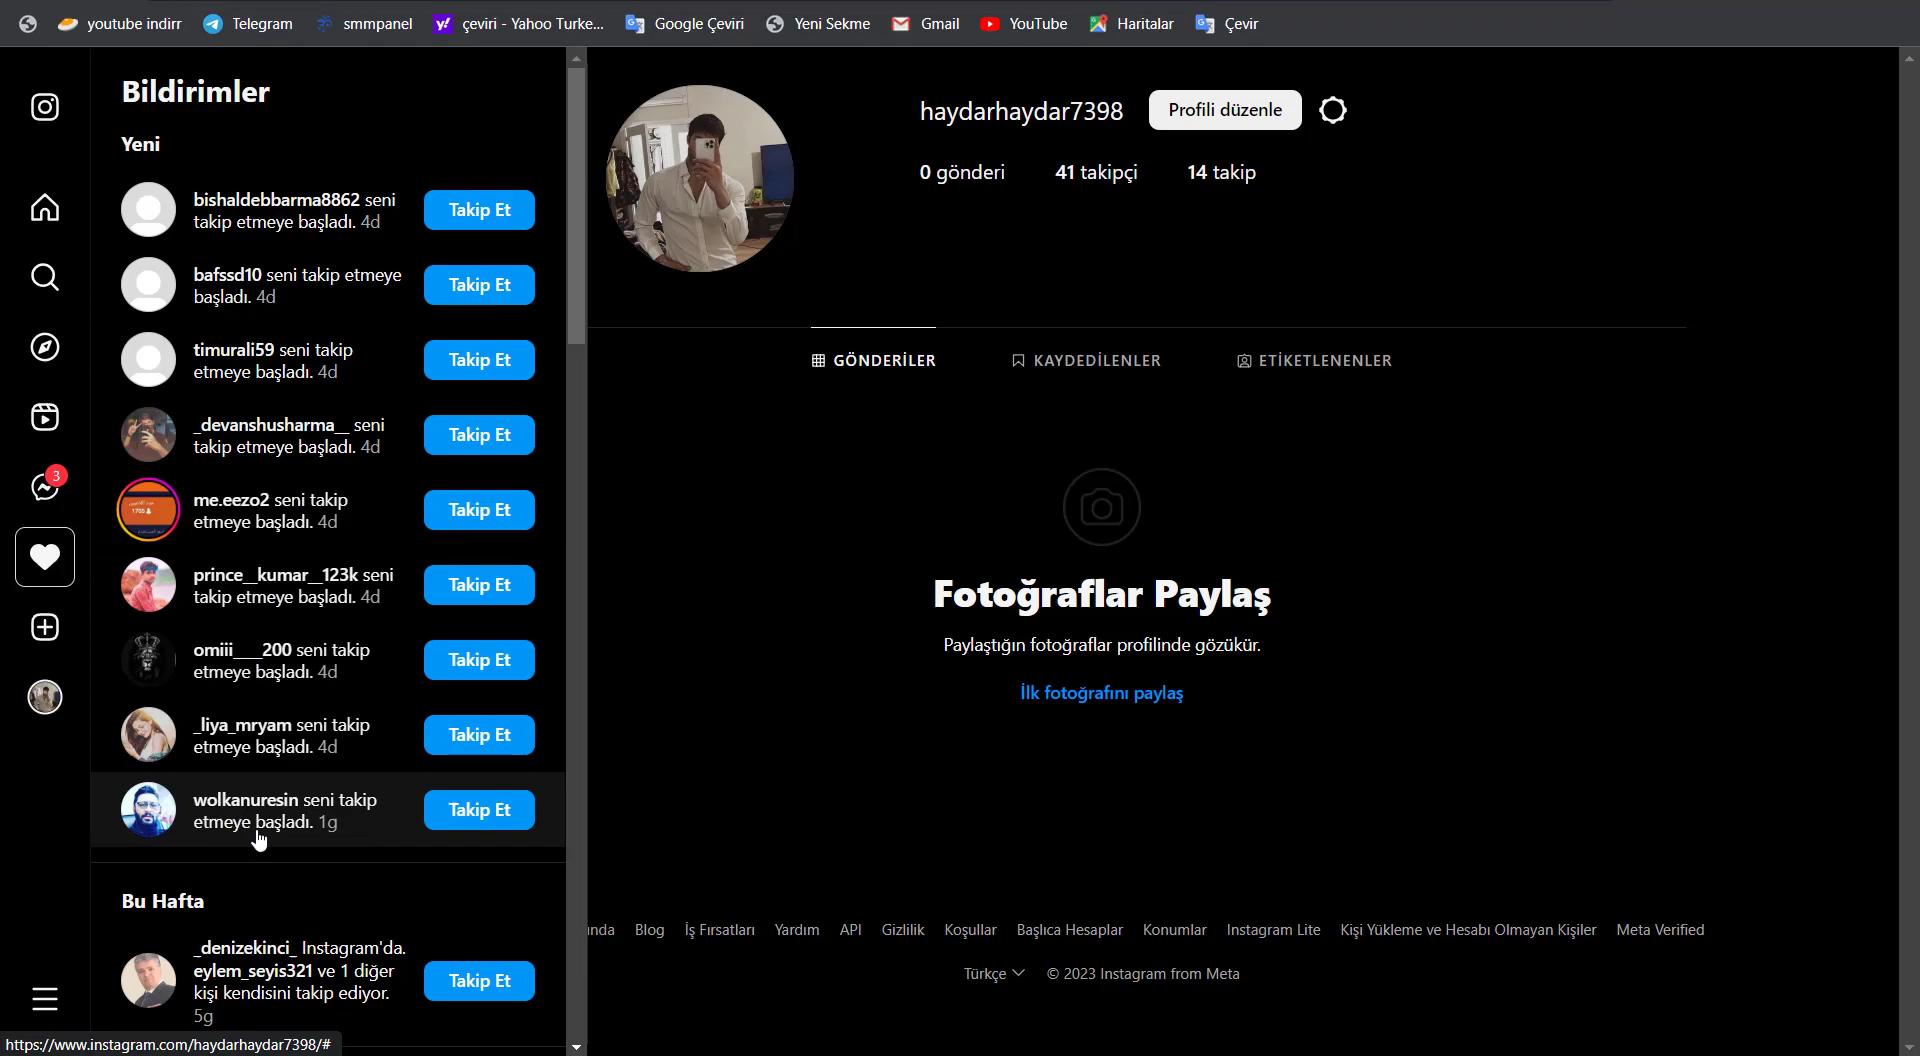 youtube indirr Telegram smmpanel çeviri - Yahoo Turke... Google Çeviri Yeni Sekme Gmail YouTube Haritalar Çevir
Bildirimler
Yeni
bishaldebbarma8862 seni
takip etmeye başladı. 4d
Takip Et
bafssd10 seni takip etmeye
başladı. 4d
Takip Et
timurali59 seni takip
etmeye başladı. 4d
Takip Et
_devanshusharma__ seni
takip etmeye başladı. 4d
Takip Et
me.eezo2 seni takip
etmeye başladı. 4d
Takip Et
prince__kumar__123k seni
takip etmeye başladı. 4d
Takip Et
omiii____200 seni takip
etmeye başladı. 4d
Takip Et
_liya_mryam seni takip
etmeye başladı. 4d
Takip Et
wolkanuresin seni takip
etmeye başladı. 1g
Takip Et
Bu Hafta
_denizekinci_ Instagram'da.
eylem_seyis321 ve 1 diğer
kişi kendisini takip ediyor.
5g
Takip Et
3
https://www.instagram.com/haydarhaydar7398/#
haydarhaydar7398 Profili düzenle
0 gönderi 41 takipçi 14 takip
GÖNDERİLER KAYDEDİLENLER ETİKETLENENLER
Fotoğraflar Paylaş
Paylaştığın fotoğraflar profilinde gözükür.
İlk fotoğrafını paylaş
ında Blog İş Fırsatları Yardım API Gizlilik Koşullar Başlıca Hesaplar Konumlar Instagram Lite Kişi Yükleme ve Hesabı Olmayan Kişiler Meta Verified
Türkçe © 2023 Instagram from Meta